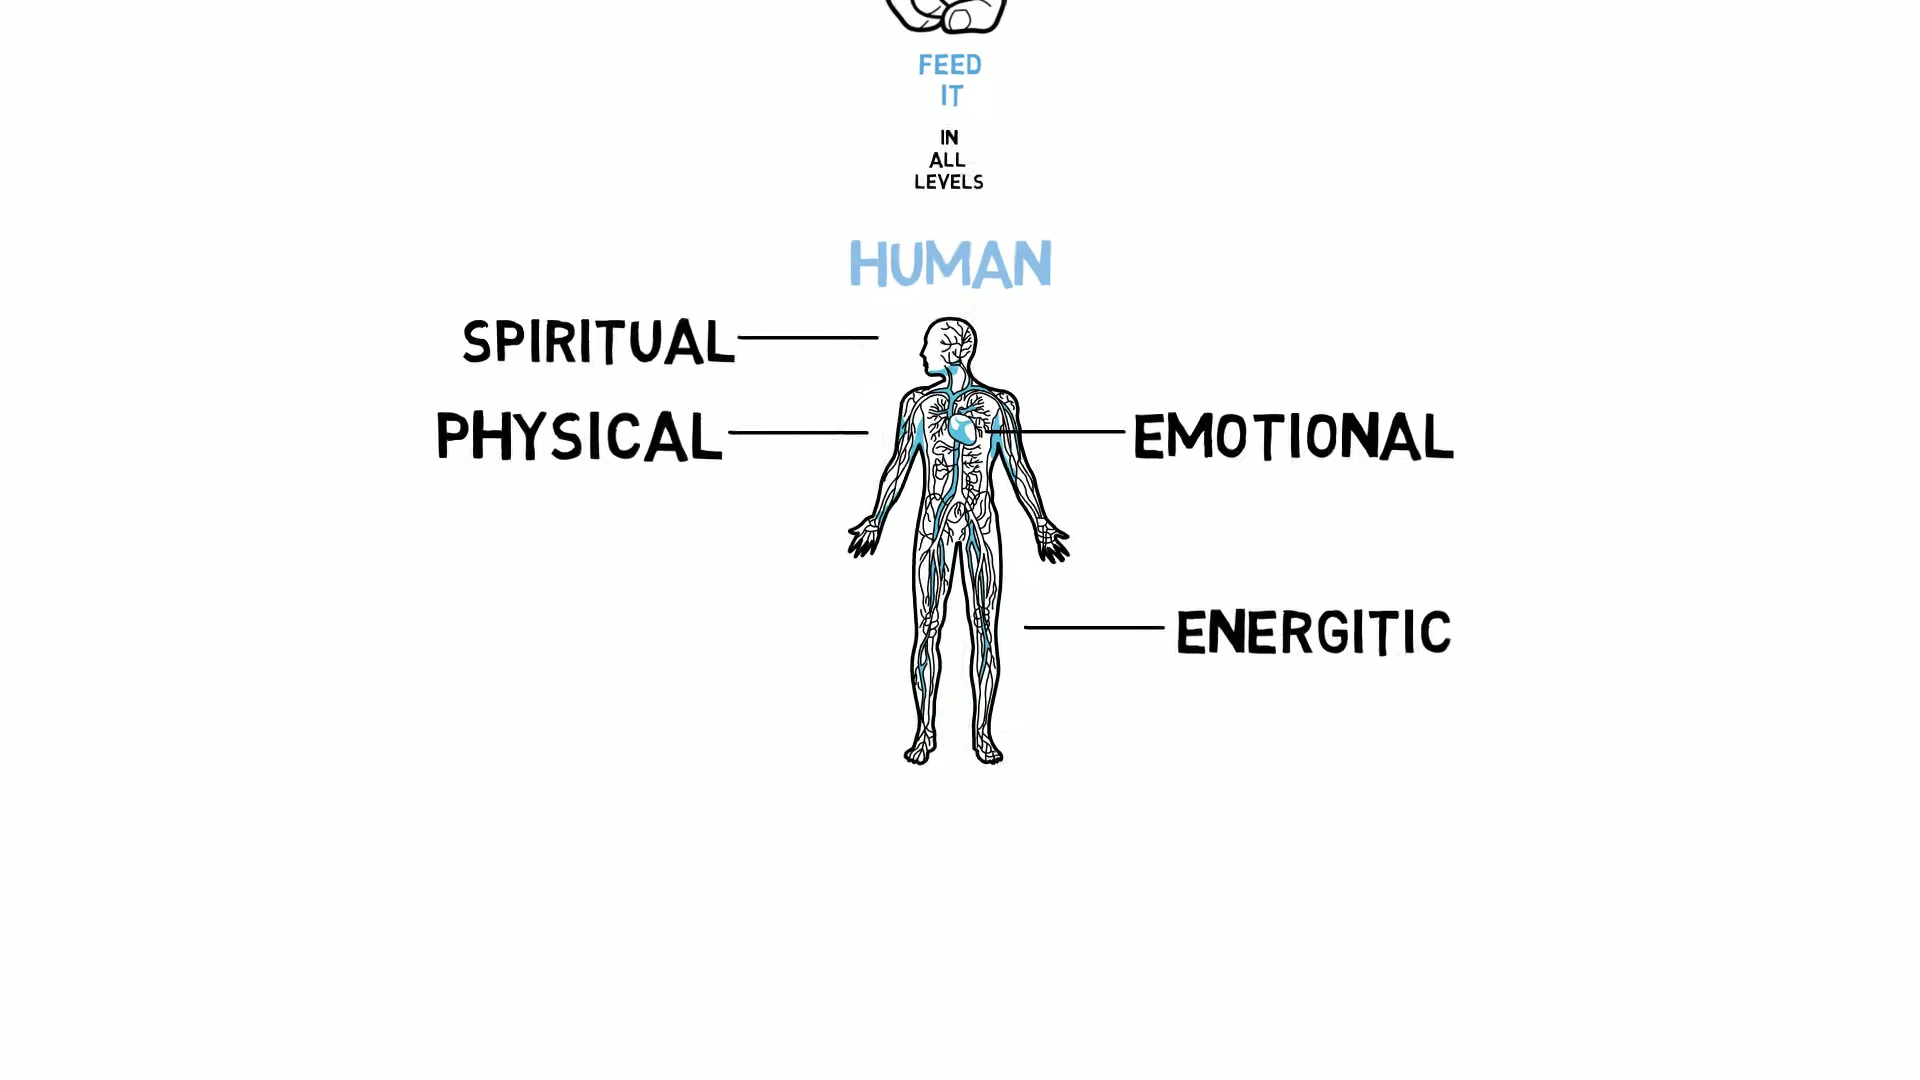 FEED
IT
IN
ALL
LEVELS
HUMAN
SPIRITUAL
PHYSICAL
EMOTIONAL
ENERGITIC